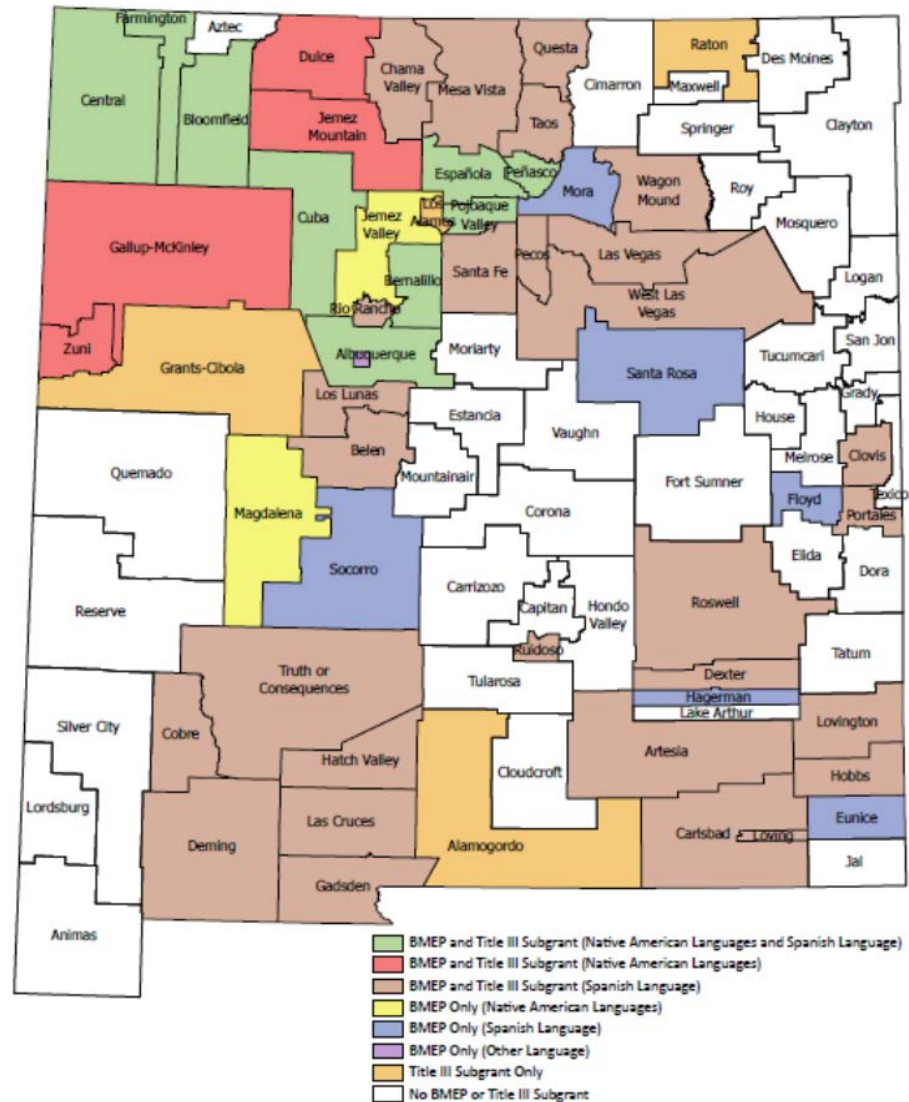 Farmington
Aztec
Dulce
Chama
Valley
Mesa Vista
Questa
Cimarron
Raton
Maxwell
Des Moines
Central
Bloomfield
Jemez
Mountain
Taos
Springer
Clayton
Española
Peñasco
Mora
Wagon
Mound
Roy
Cuba
Jemez
Valley
Los
Alamos
Pojoaque
Valley
Mosquero
Gallup-McKinley
Bernalillo
Santa Fe
Pecos
Las Vegas
Logan
Rio Rancho
West Las
Vegas
Zuni
Grants-Cibola
Albuquerque
Moriarty
Santa Rosa
Tucumcari
San Jon
Los Lunas
Estancia
Vaughn
House
Grady
Quemado
Belen
Mountainair
Fort Sumner
Melrose
Clovis
Magdalena
Corona
Floyd
Texico
Portales
Socorro
Elida
Dora
Reserve
Carrizozo
Capitan
Hondo
Valley
Roswell
Truth or
Consequences
Ruidoso
Tatum
Tularosa
Dexter
Hagerman
Lake Arthur
Silver City
Cobre
Hatch Valley
Cloudcroft
Artesia
Lovington
Hobbs
Lordsburg
Deming
Las Cruces
Alamogordo
Carlsbad
Loving
Eunice
Gadsden
Jal
Animas
BMEP and Title III Subgrant (Native American Languages and Spanish Language)
BMEP and Title III Subgrant (Native American Languages)
BMEP and Title III Subgrant (Spanish Language)
BMEP Only (Native American Languages)
BMEP Only (Spanish Language)
BMEP Only (Other Language)
Title III Subgrant Only
No BMEP or Title III Subgrant